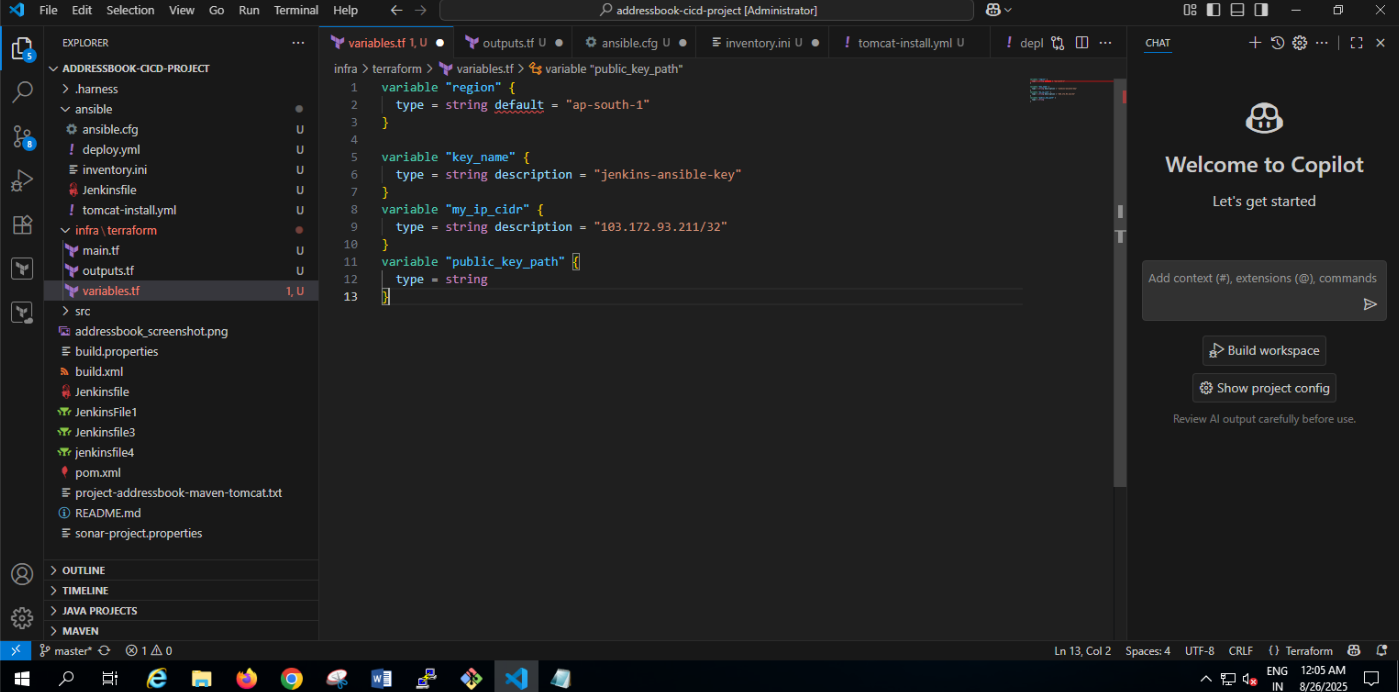 File Edit Selection View Go Run Terminal Help
addressbook-cicd-project [Administrator]
EXPLORER
ADDRESSBOOK-CICD-PROJECT
.harness
ansible
ansible.cfg U
deploy.yml U
inventory.ini U
Jenkinsfile U
tomcat-install.yml U
infra \ terraform
main.tf U
outputs.tf U
variables.tf 1, U
src
addressbook_screenshot.png
build.properties
build.xml
Jenkinsfile
JenkinsFile1
Jenkinsfile3
jenkinsfile4
pom.xml
project-addressbook-maven-tomcat.txt
README.md
sonar-project.properties
OUTLINE
TIMELINE
JAVA PROJECTS
MAVEN
5
8
variables.tf 1, U
outputs.tf U
ansible.cfg U
inventory.ini U
tomcat-install.yml U
depl
infra > terraform > variables.tf > variable "public_key_path"
1 variable "region" {
2 type = string default = "ap-south-1"
3 }
4
5 variable "key_name" {
6 type = string description = "jenkins-ansible-key"
7 }
8 variable "my_ip_cidr" {
9 type = string description = "103.172.93.211/32"
10 }
11 variable "public_key_path" {
12 type = string
13 }
CHAT
Welcome to Copilot
Let's get started
Add context (#), extensions (@), commands
Build workspace
Show project config
Review AI output carefully before use.
master* 1 0
Ln 13, Col 2 Spaces: 4 UTF-8 CRLF {} Terraform
ENG
IN
12:05 AM
8/26/2025